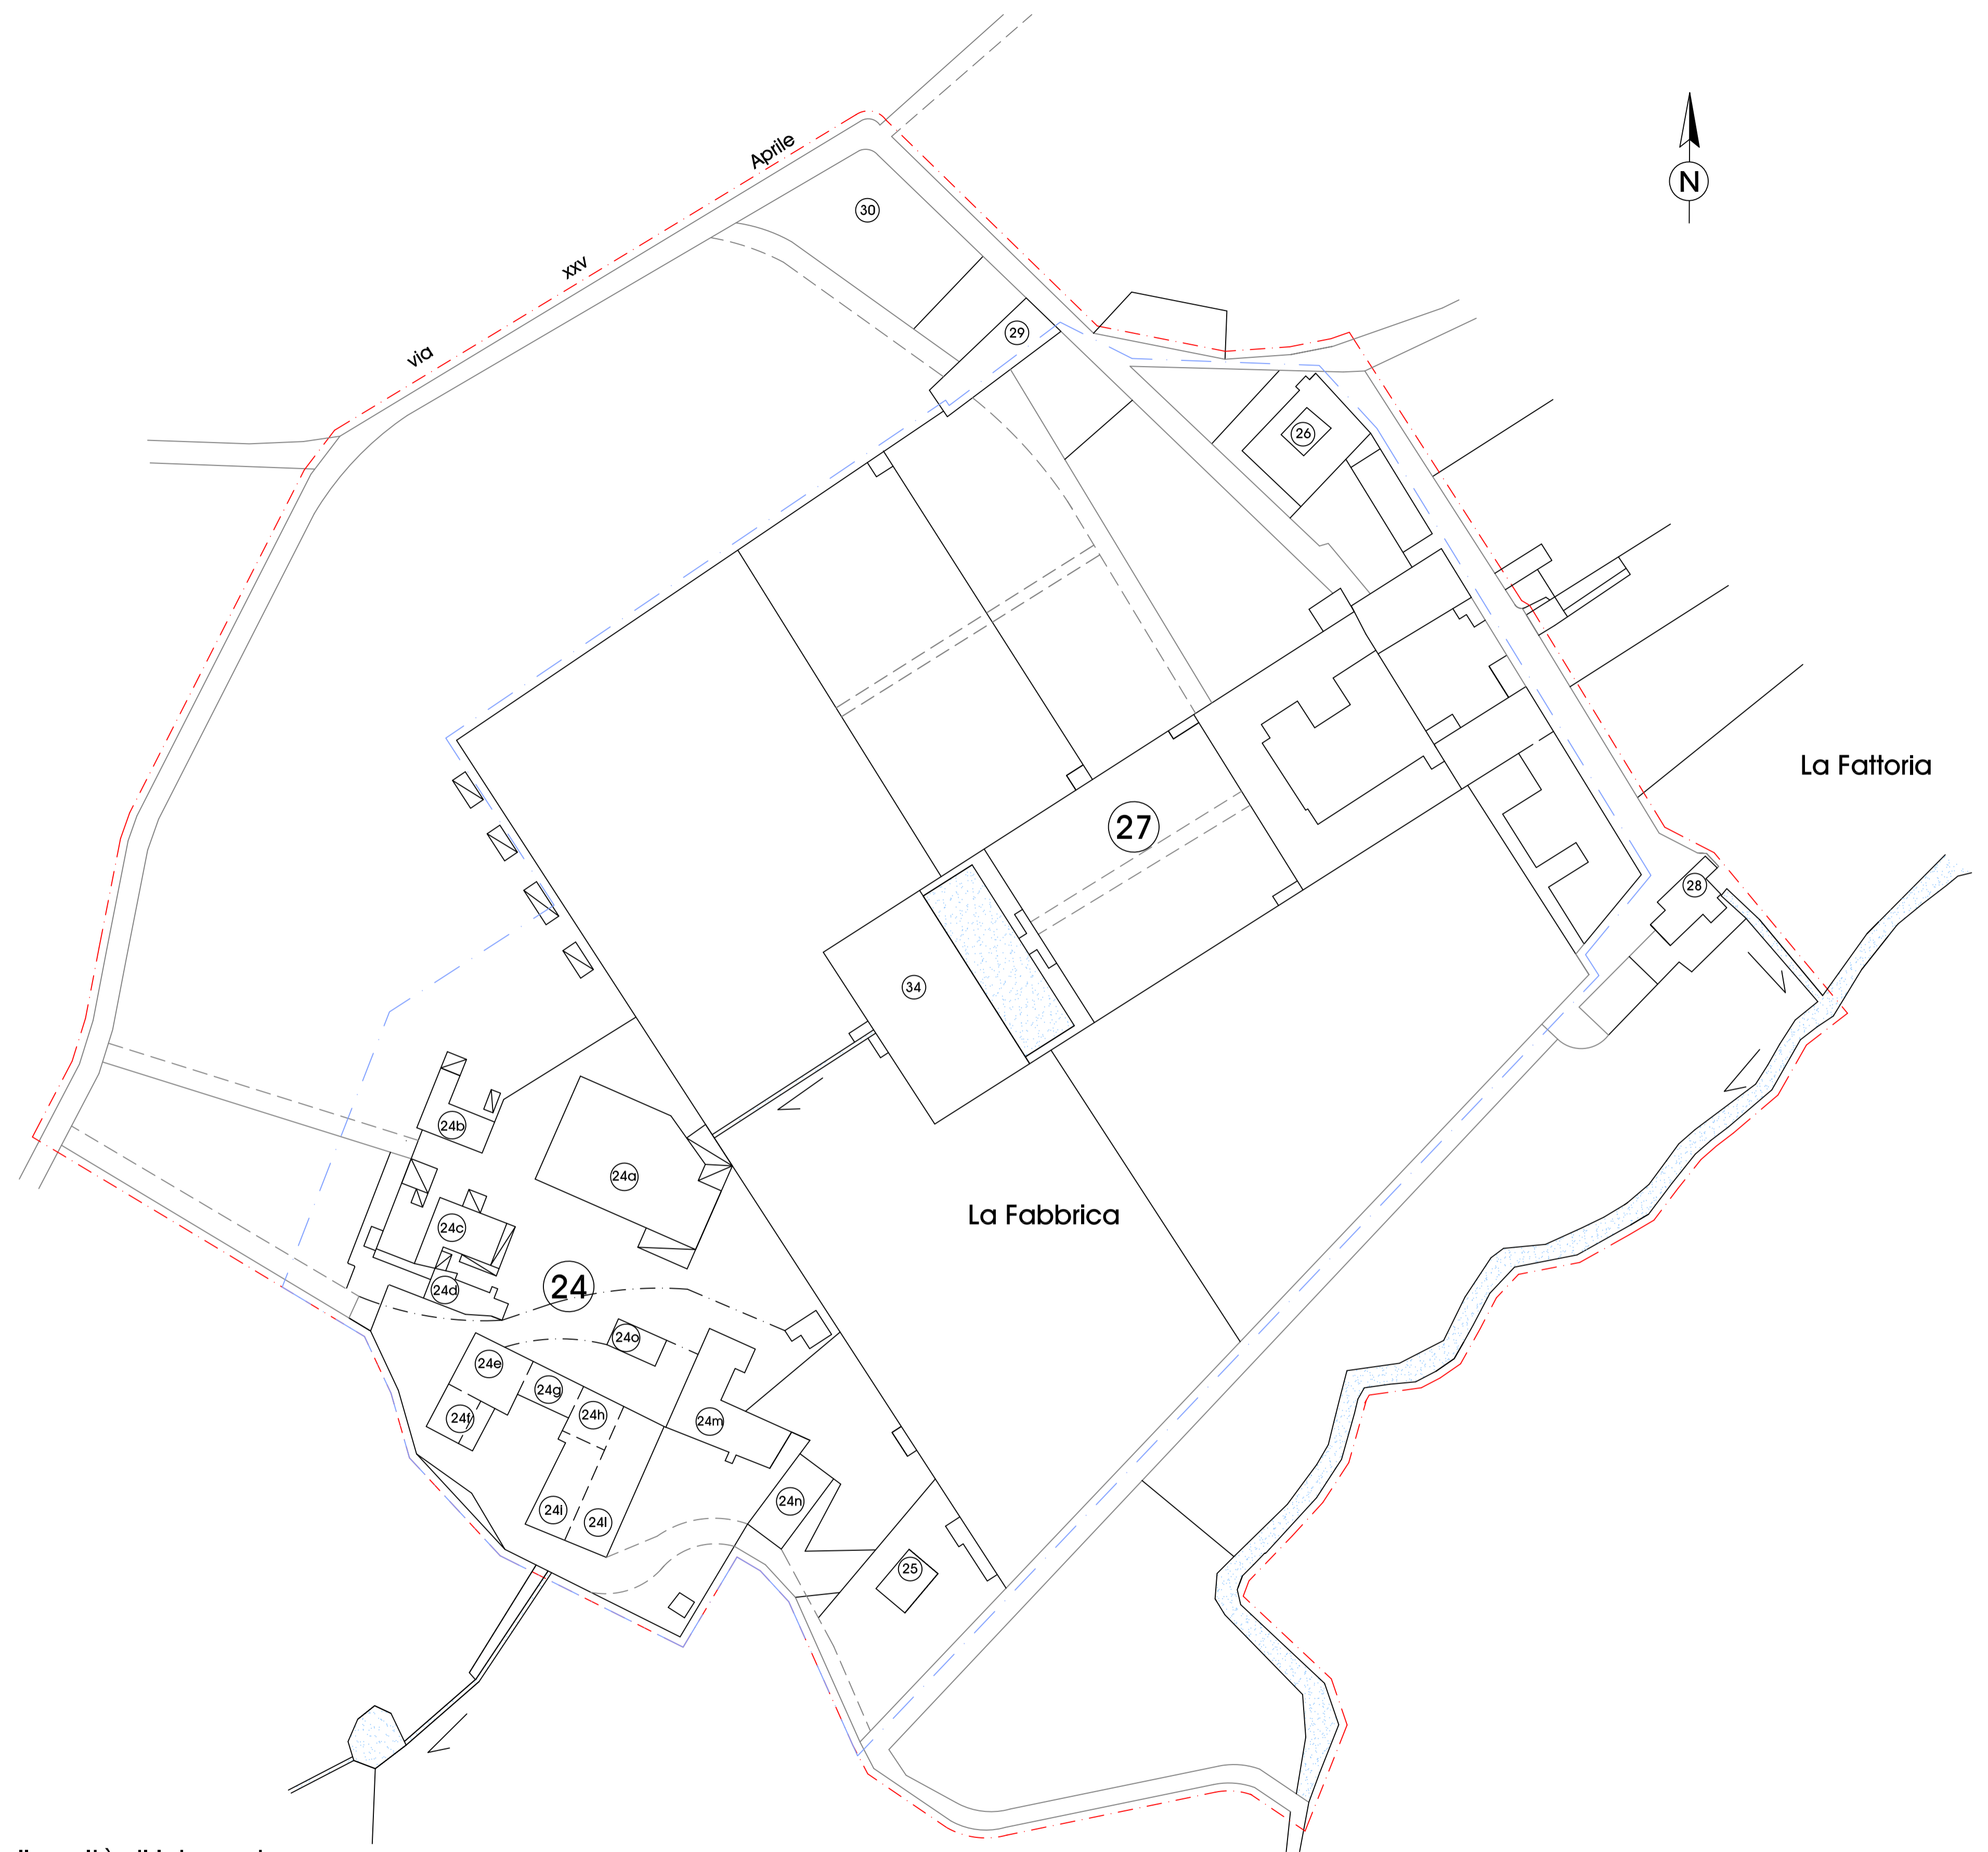 Aprile
xxv
via
N
30
29
26
La Fattoria
27
28
34
24b
24a
24c
La Fabbrica
24d
24
24o
24e
24g
24h
24f
24m
24n
24i
24l
25